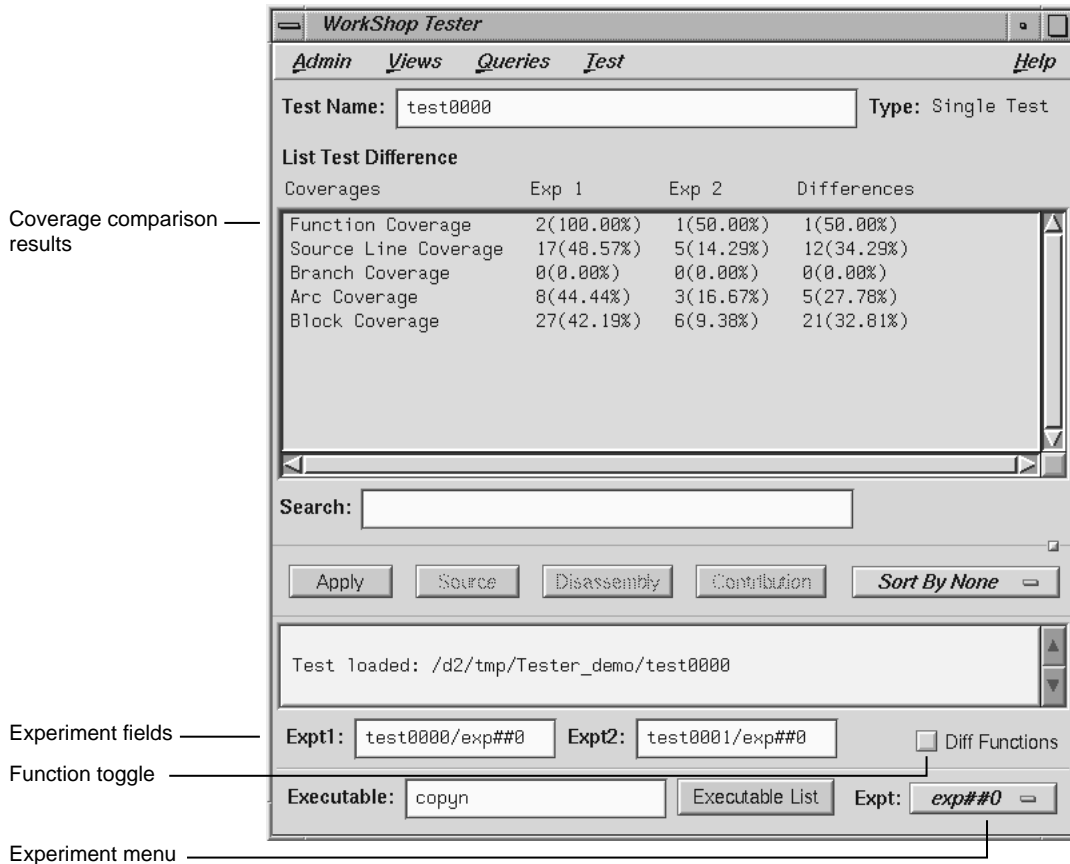 WorkShop Tester
Admin Views Queries Test Help
Test Name: test0000 Type: Single Test
List Test Difference
Coverages Exp 1 Exp 2 Differences
Coverage comparison results
Function Coverage 2(100.00%) 1(50.00%) 1(50.00%)
Source Line Coverage 17(48.57%) 5(14.29%) 12(34.29%)
Branch Coverage 0(0.00%) 0(0.00%) 0(0.00%)
Arc Coverage 8(44.44%) 3(16.67%) 5(27.78%)
Block Coverage 27(42.19%) 6(9.38%) 21(32.81%)
Search:
Apply Source Disassembly Contribution Sort By None
Test loaded: /d2/tmp/Tester_demo/test0000
Experiment fields
Expt1: test0000/exp##0 Expt2: test0001/exp##0 Diff Functions
Function toggle
Executable: copyn Executable List Expt: exp##0
Experiment menu